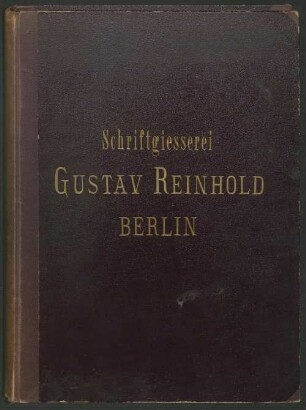 Schriftgiesserei
GUSTAV REINHOLD
BERLIN